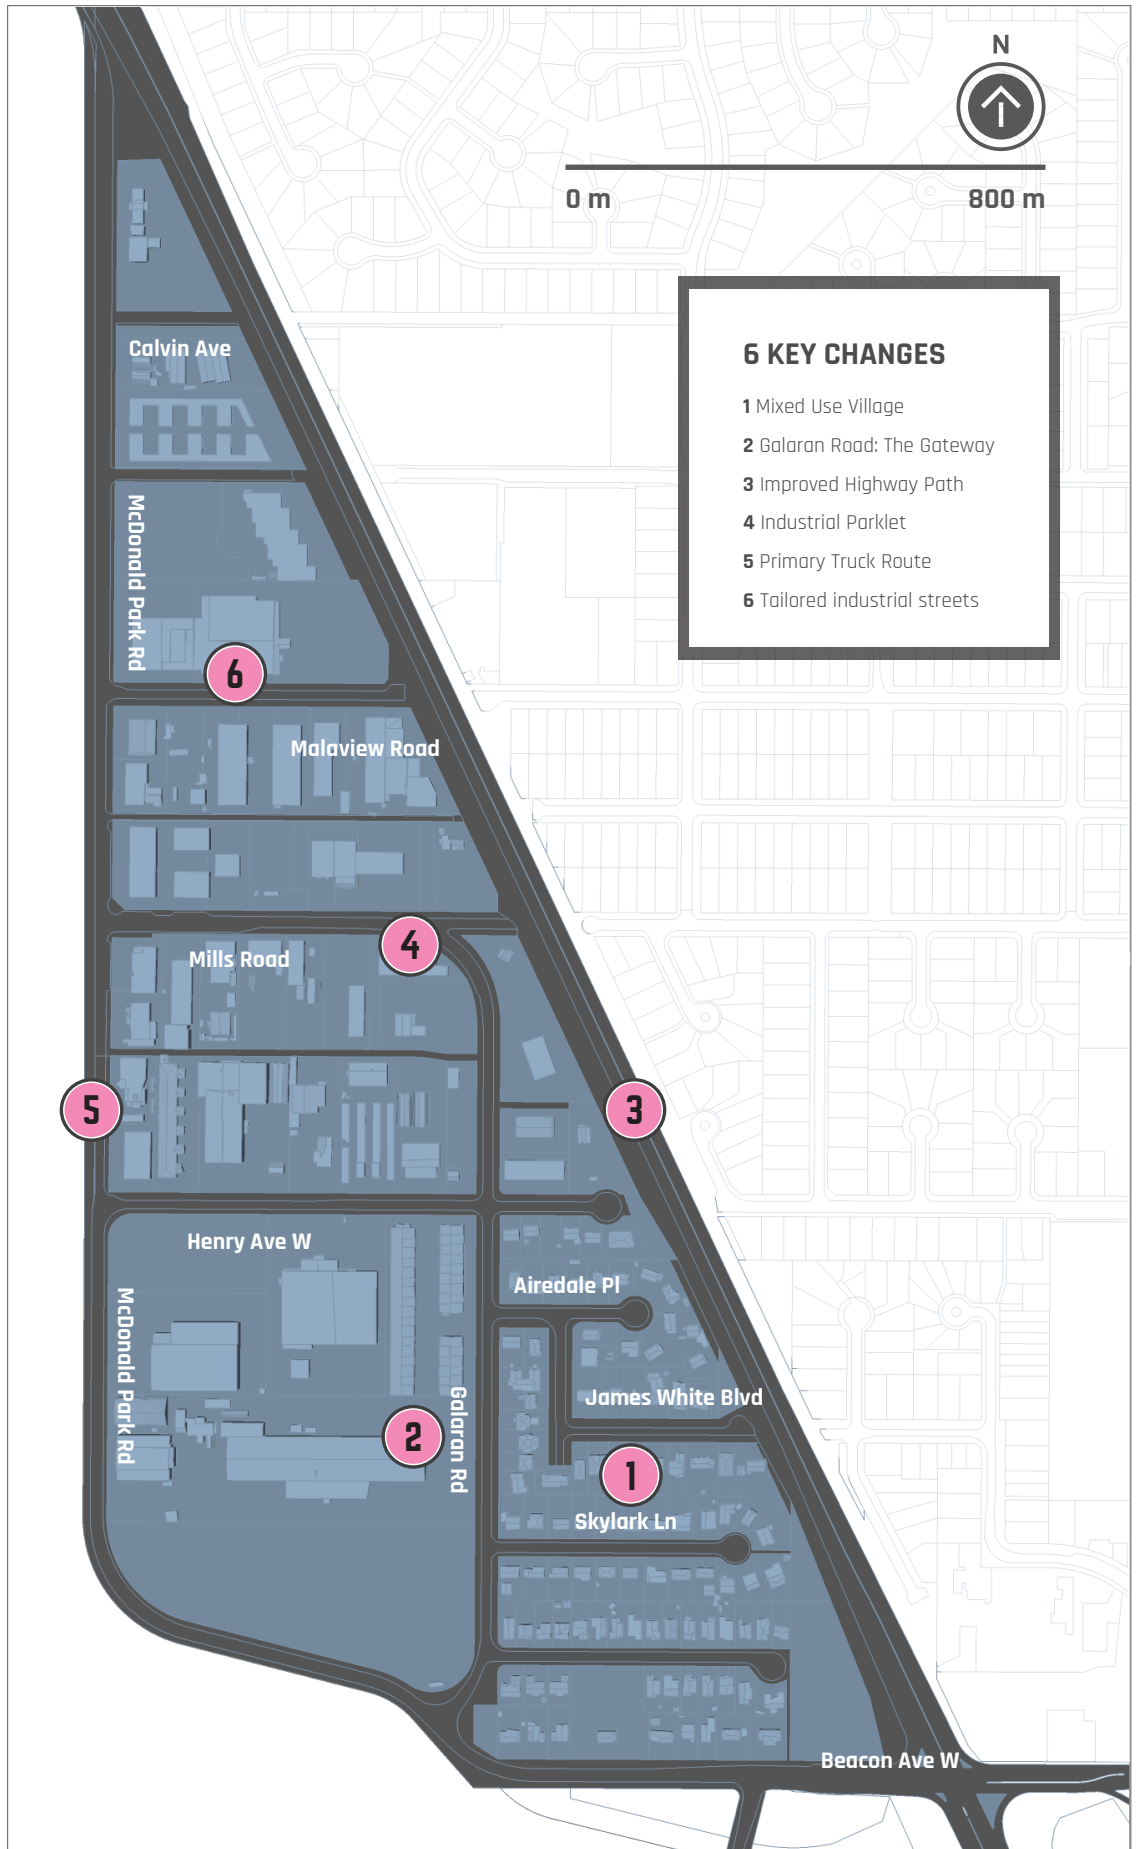 N
0 m
800 m
6 KEY CHANGES
1 Mixed Use Village
2 Galaran Road: The Gateway
3 Improved Highway Path
4 Industrial Parklet
5 Primary Truck Route
6 Tailored industrial streets
Calvin Ave
McDonald Park Rd
6
Malaview Road
4
Mills Road
5
3
Henry Ave W
Airedale Pl
McDonald Park Rd
James White Blvd
Galaran Rd
2
1
Skylark Ln
Beacon Ave W